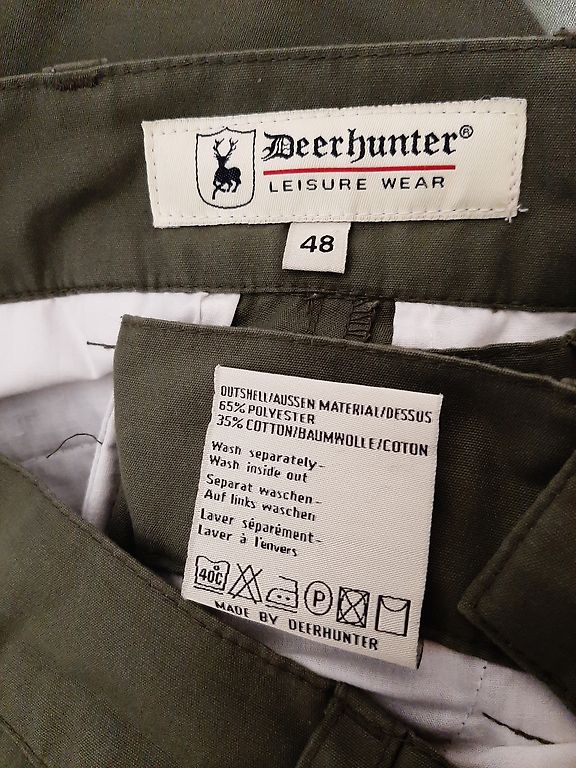 Deerhunter®
LEISURE WEAR
48
OUTSHELL/AUSSEN MATERIAL/DESSUS
65% POLYESTER
35% COTTON/BAUMWOLLE/COTON
Wash separately-
Wash inside out
Separat waschen-
Auf links waschen
Laver séparément-
Laver à l'envers
40C P
MADE BY DEERHUNTER